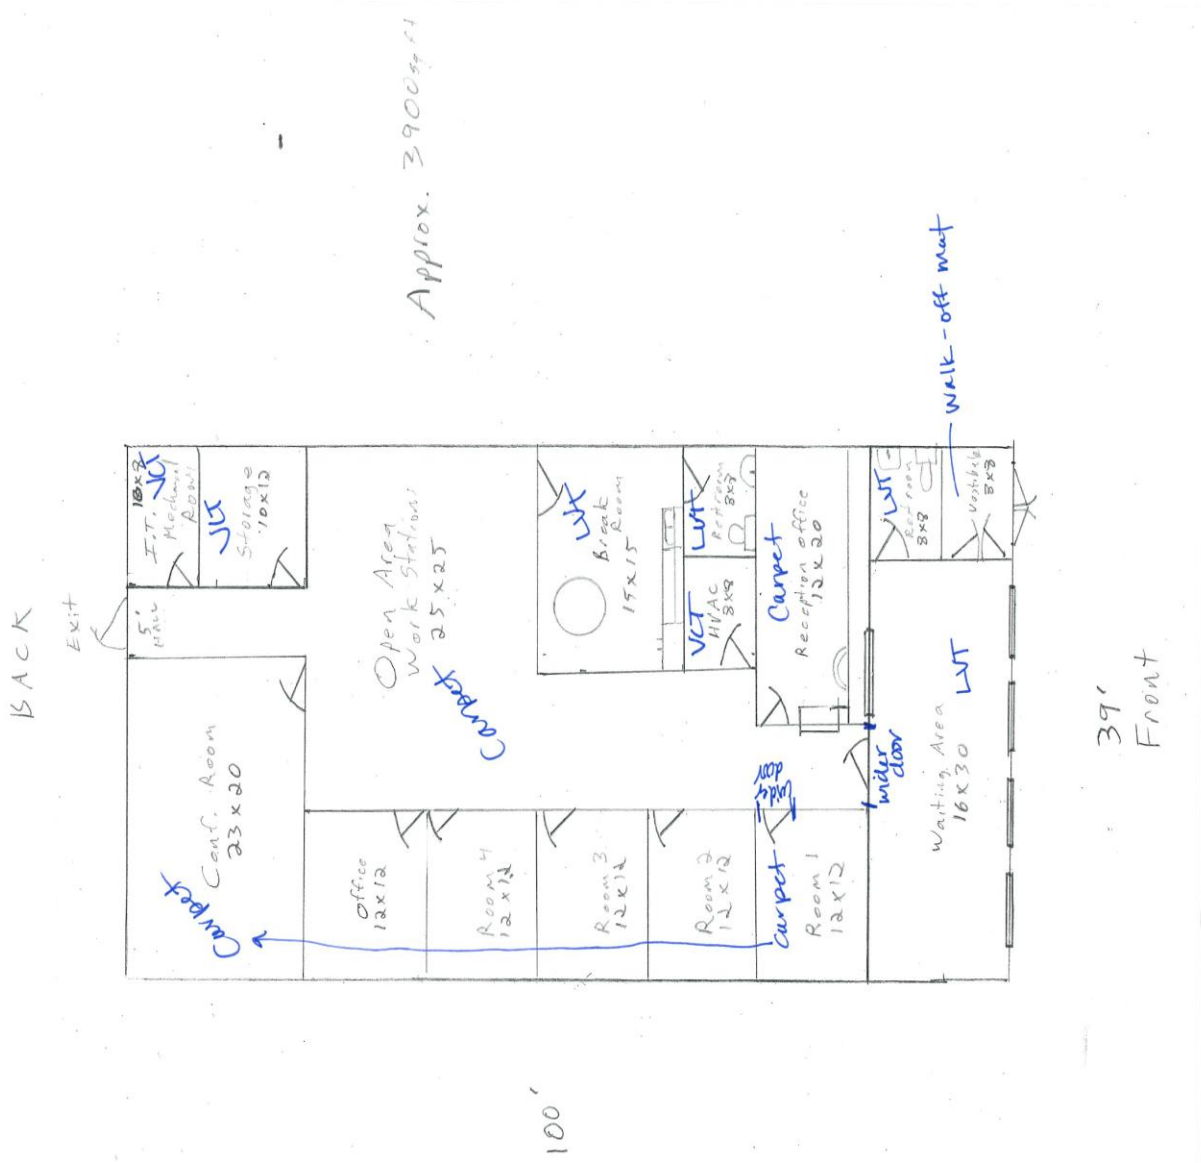 BACK
Exit
5'
HALL
10x8
I.T.
VCT
Mechanical
Room
VCT
Storage
10x12
Approx. 3900 sq ft
Conf. Room
23x20
Carpet
Open Area
Work Stations
25x25
Carpet
LVT
Break
Room
15x15
LVT
Restroom
8x8
VCT
HVAC
8x8
Carpet
Reception office
12x20
LVT
Restroom
8x8
Vestibule
8x8
walk-off mat
Office
12x12
Room 4
12x12
Room 3
12x12
Room 2
12x12
Carpet
Room 1
12x12
wider
door
wider
door
Waiting Area
16x30
LVT
100'
39'
Front